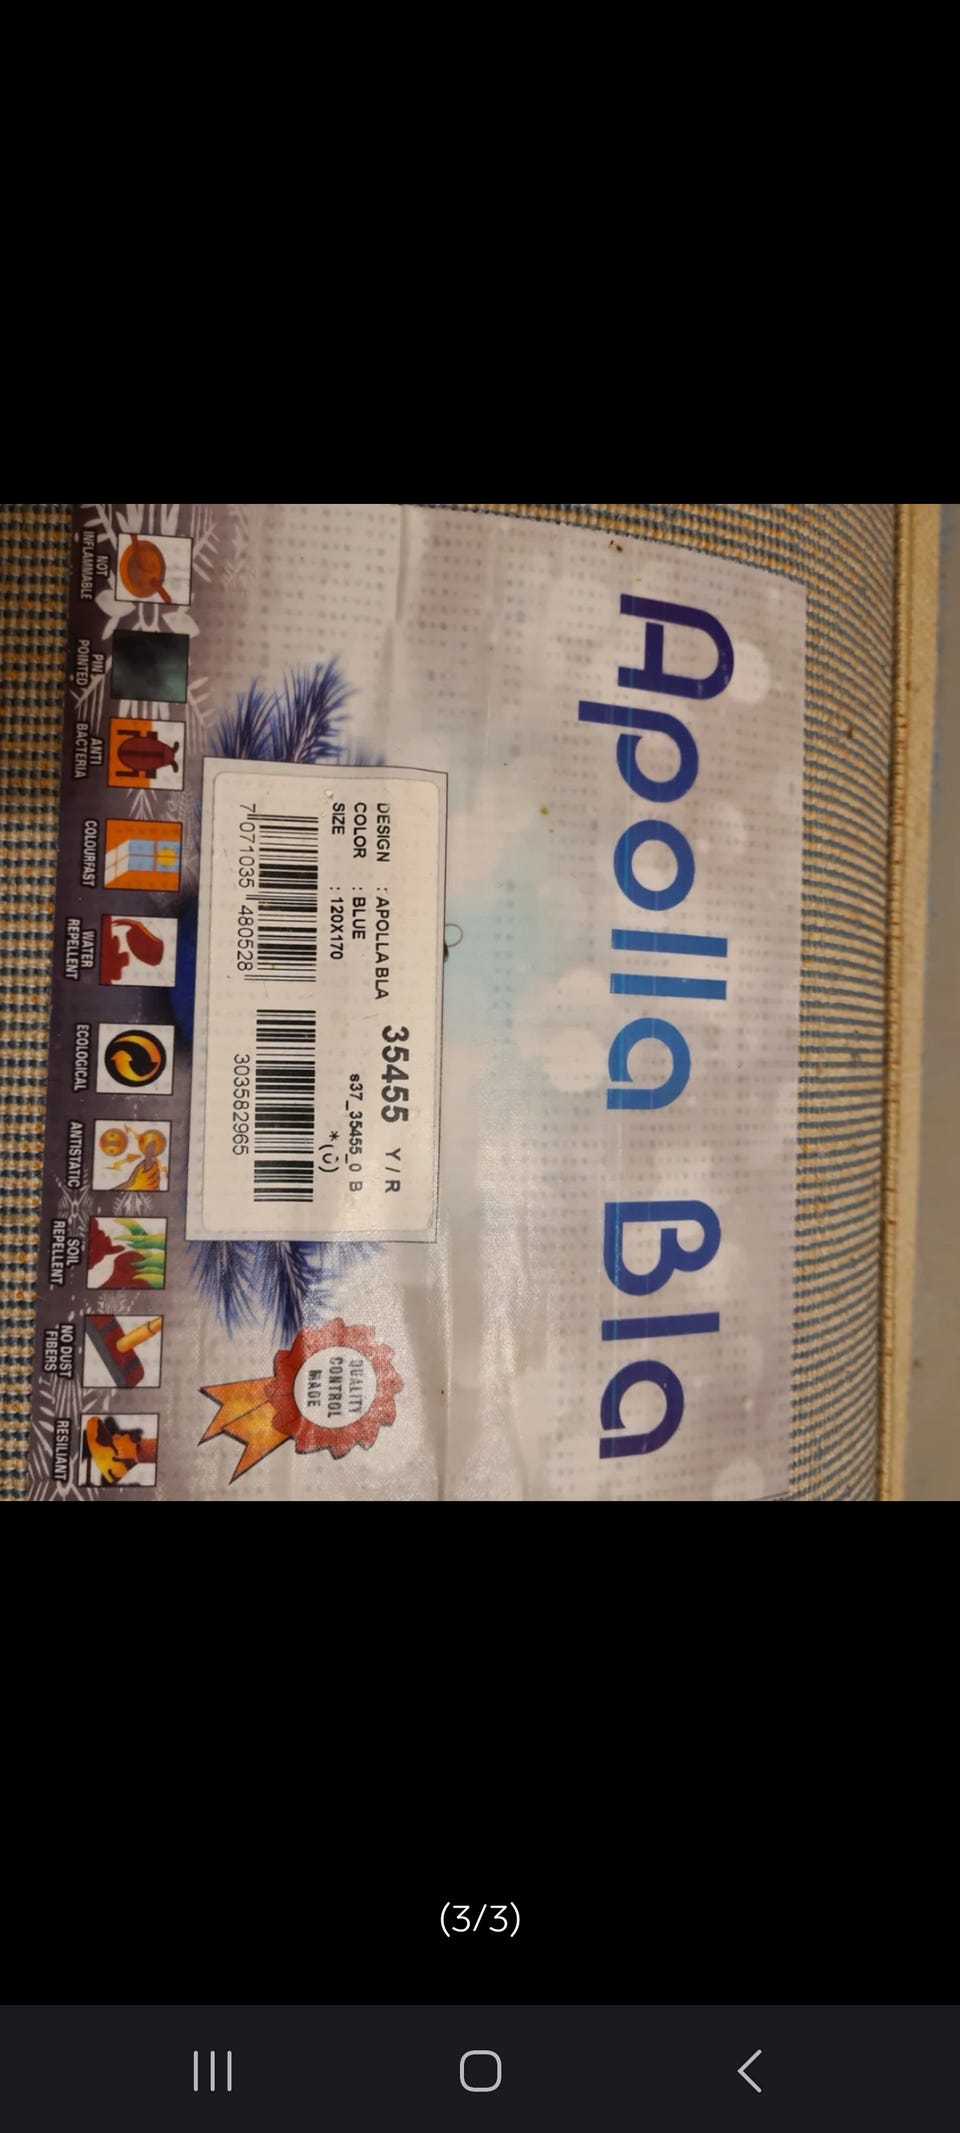 Apolla Bla
DESIGN : APOLLA BLA 35455 Y / R
COLOR : BLUE s37_35455_0 B
SIZE : 120X170 *(Ü)
7 071035 480528
303582965
QUALITY
CONTROL
MADE
NOT
INFLAMMABLE
PIN
POINTED
ANTI
BACTERIA
COLOURFAST
WATER
REPELLENT
ECOLOGICAL
ANTISTATIC
SOIL
REPELLENT
NO DUST
FIBERS
RESILIANT
(3/3)